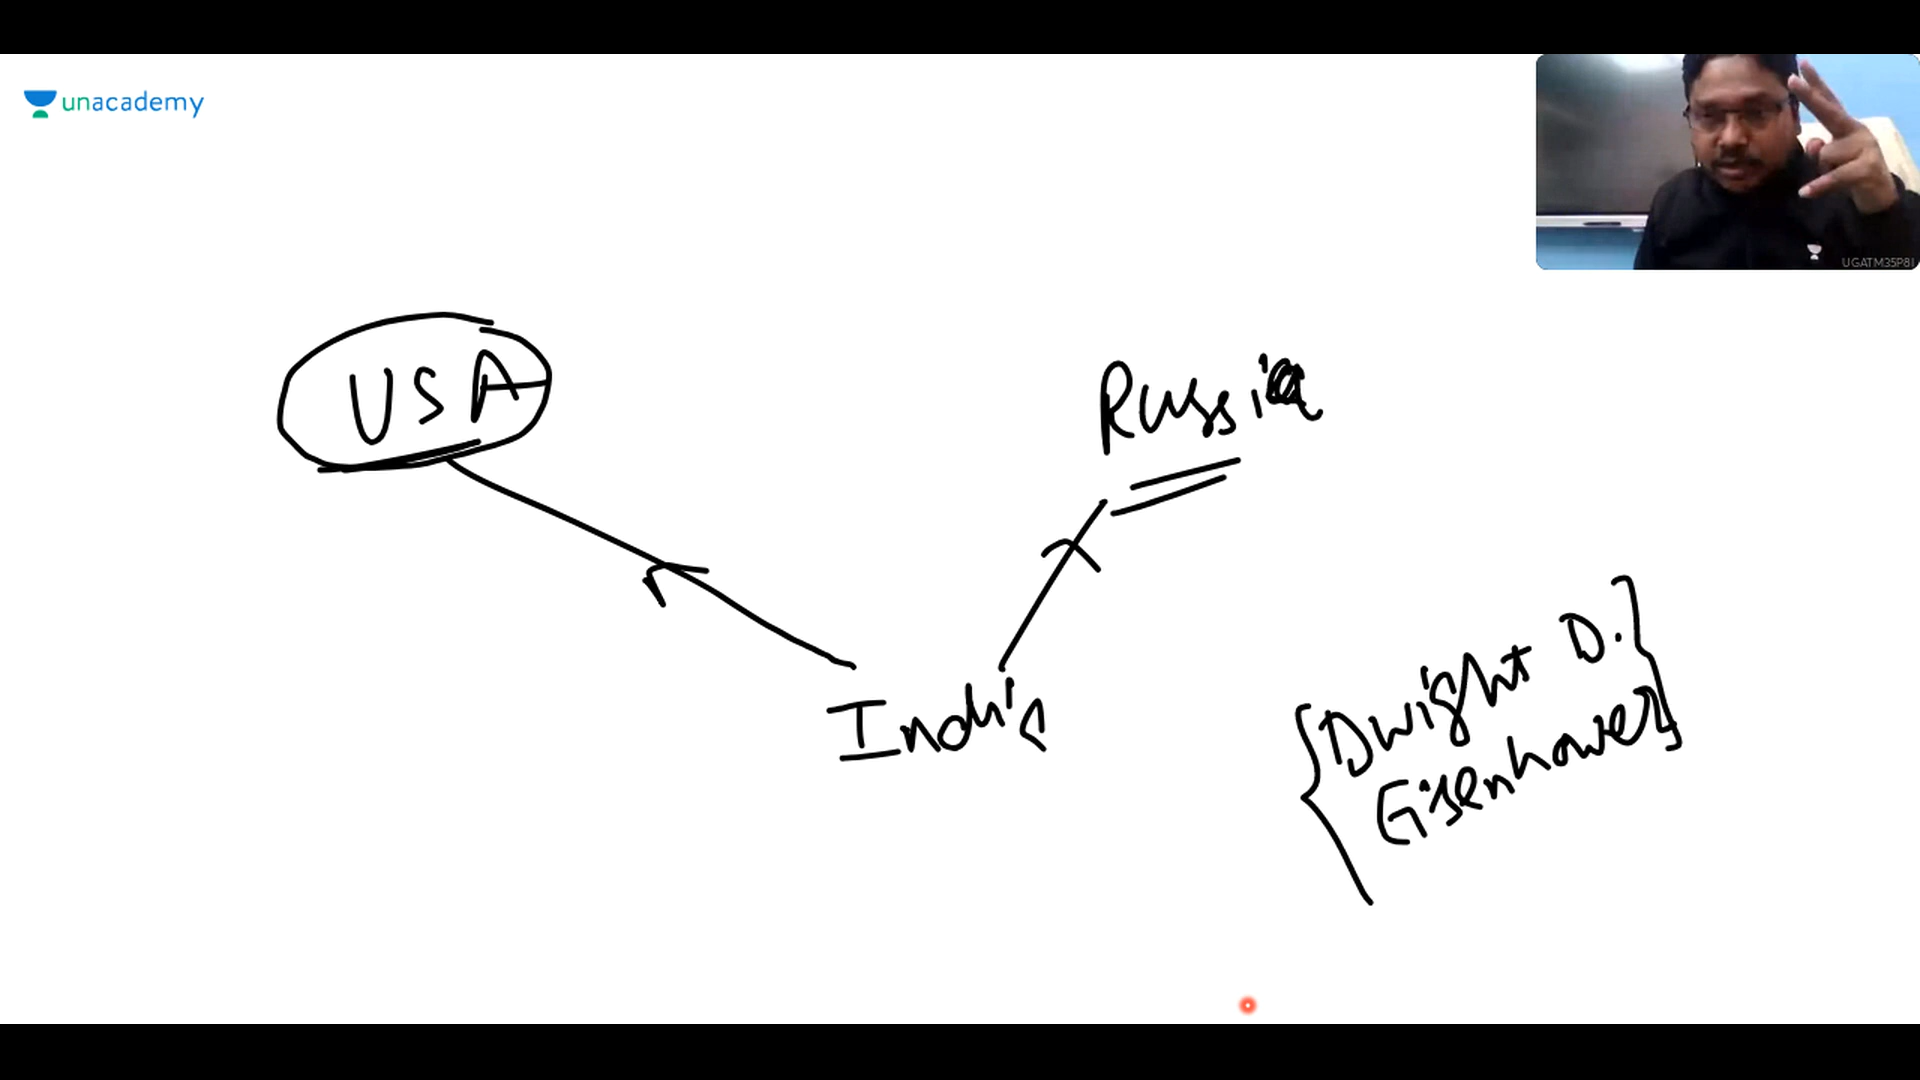 unacademy
UGATM35P8I
USA
Russia
India
{Dwight D.}
Eisenhower